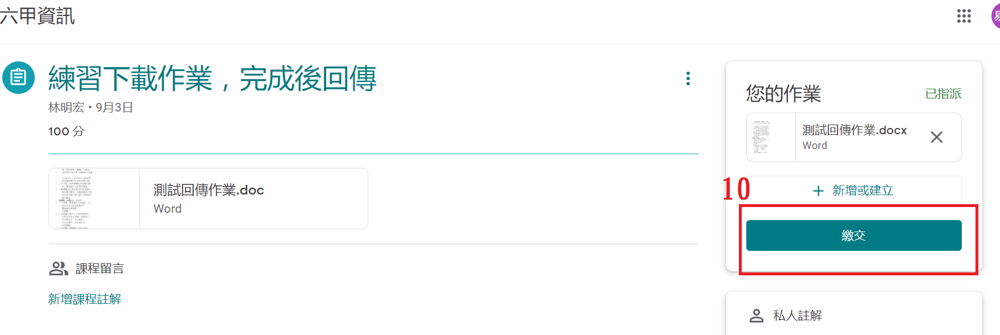 六甲資訊
易
練習下載作業，完成後回傳
林明宏・9月3日
100 分
測試回傳作業.doc
Word
課程留言
新增課程註解
您的作業
已指派
測試回傳作業.docx
Word
10
＋ 新增或建立
繳交
私人註解